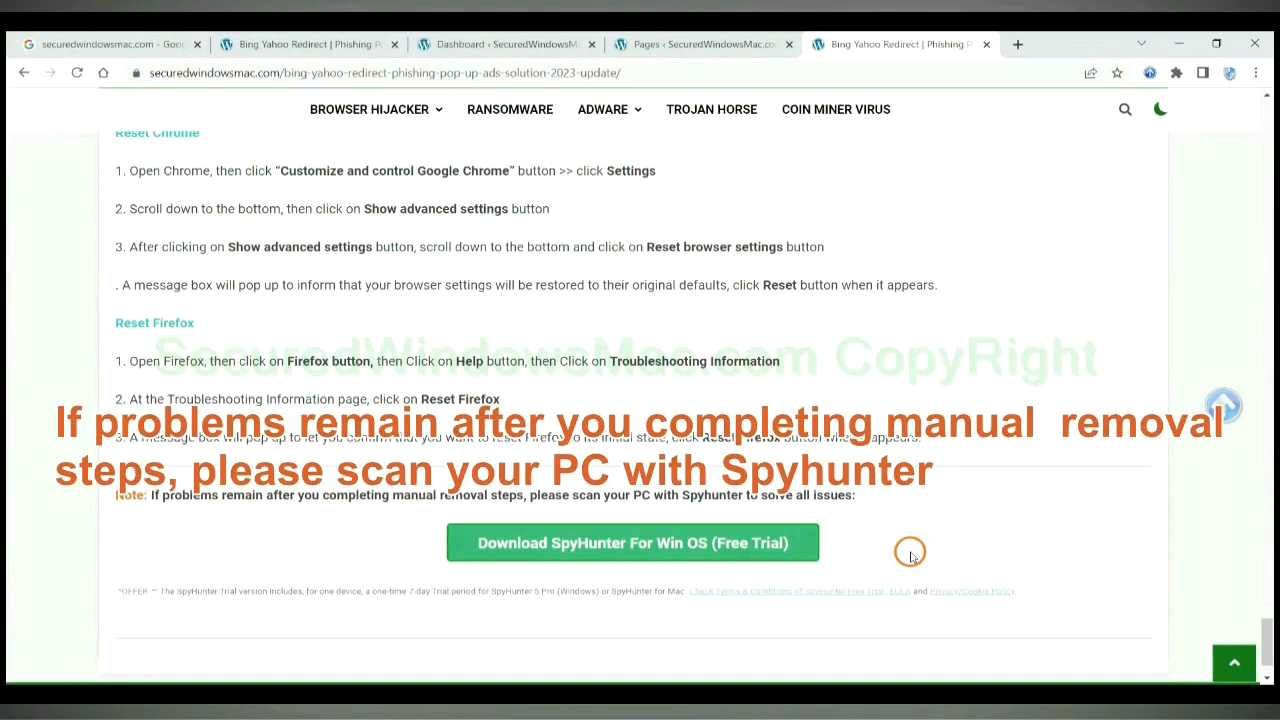 securedwindowsmac.com - Goo
Bing Yahoo Redirect | Phishing P
Dashboard ‹ SecuredWindowsM
Pages ‹ SecuredWindowsMac.co
Bing Yahoo Redirect | Phishing P
securedwindowsmac.com/bing-yahoo-redirect-phishing-pop-up-ads-solution-2023-update/
BROWSER HIJACKER RANSOMWARE ADWARE TROJAN HORSE COIN MINER VIRUS
Reset Chrome
1. Open Chrome, then click “Customize and control Google Chrome” button >> click Settings
2. Scroll down to the bottom, then click on Show advanced settings button
3. After clicking on Show advanced settings button, scroll down to the bottom and click on Reset browser settings button
. A message box will pop up to inform that your browser settings will be restored to their original defaults, click Reset button when it appears.
Reset Firefox
SecuredWindowsMac.com CopyRight
1. Open Firefox, then click on Firefox button, then Click on Help button, then Click on Troubleshooting Information
2. At the Troubleshooting Information page, click on Reset Firefox
If problems remain after you completing manual removal
steps, please scan your PC with Spyhunter
3. A message box will pop up to let you confirm that you want to reset Firefox to its initial state, click Reset Firefox button when it appears.
Note: If problems remain after you completing manual removal steps, please scan your PC with Spyhunter to solve all issues:
Download SpyHunter For Win OS (Free Trial)
*OFFER – The SpyHunter Trial version includes, for one device, a one-time 7-day Trial period for SpyHunter 5 Pro (Windows) or SpyHunter for Mac. Check Terms & Conditions of SpyHunter Free Trial, EULA and Privacy/Cookie Policy.